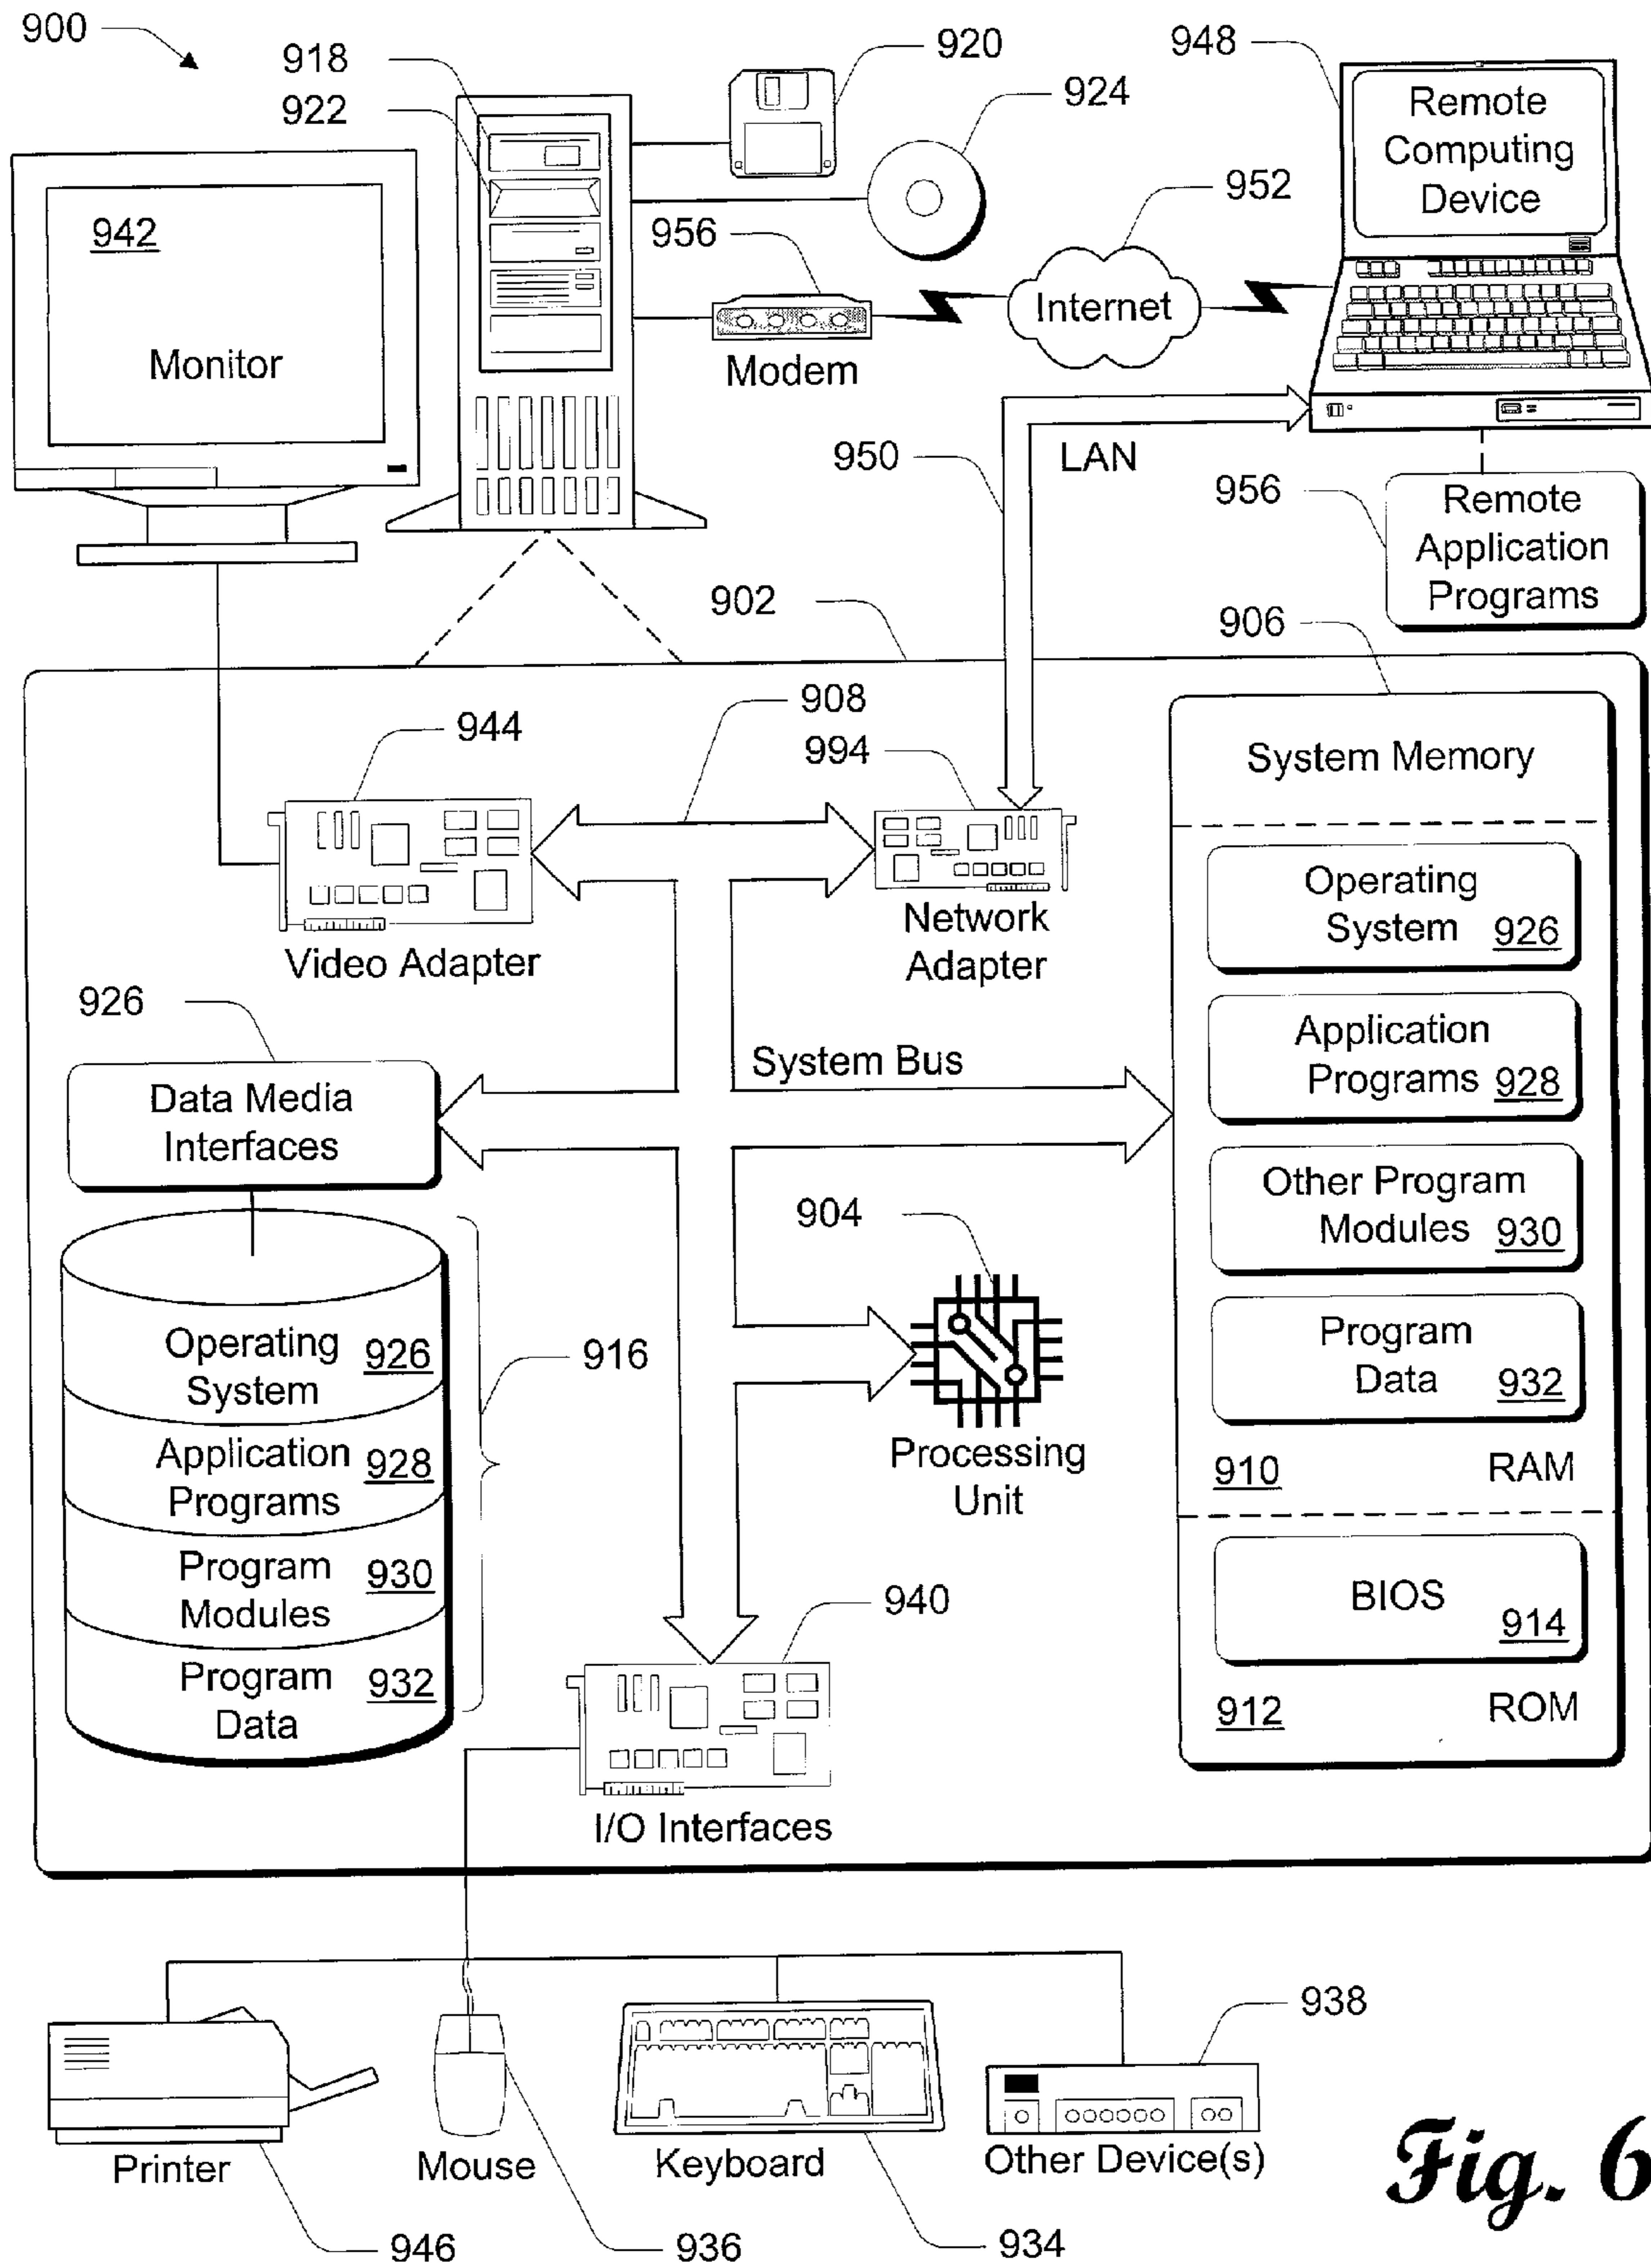 900
918
922
920
924
948
Remote
Computing
Device
942
Monitor
956
Modem
952
Internet
950
LAN
956
Remote
Application
Programs
902
906
908
944
994
Video Adapter
Network
Adapter
System Memory
Operating
System 926
Application
Programs 928
Other Program
Modules 930
Program
Data 932
910 RAM
BIOS
914
912 ROM
926
Data Media
Interfaces
System Bus
904
Processing
Unit
Operating
System 926
Application
Programs 928
Program
Modules 930
Program
Data 932
916
940
I/O Interfaces
938
Printer
Mouse
Keyboard
Other Device(s)
946
936
934
Fig. 6